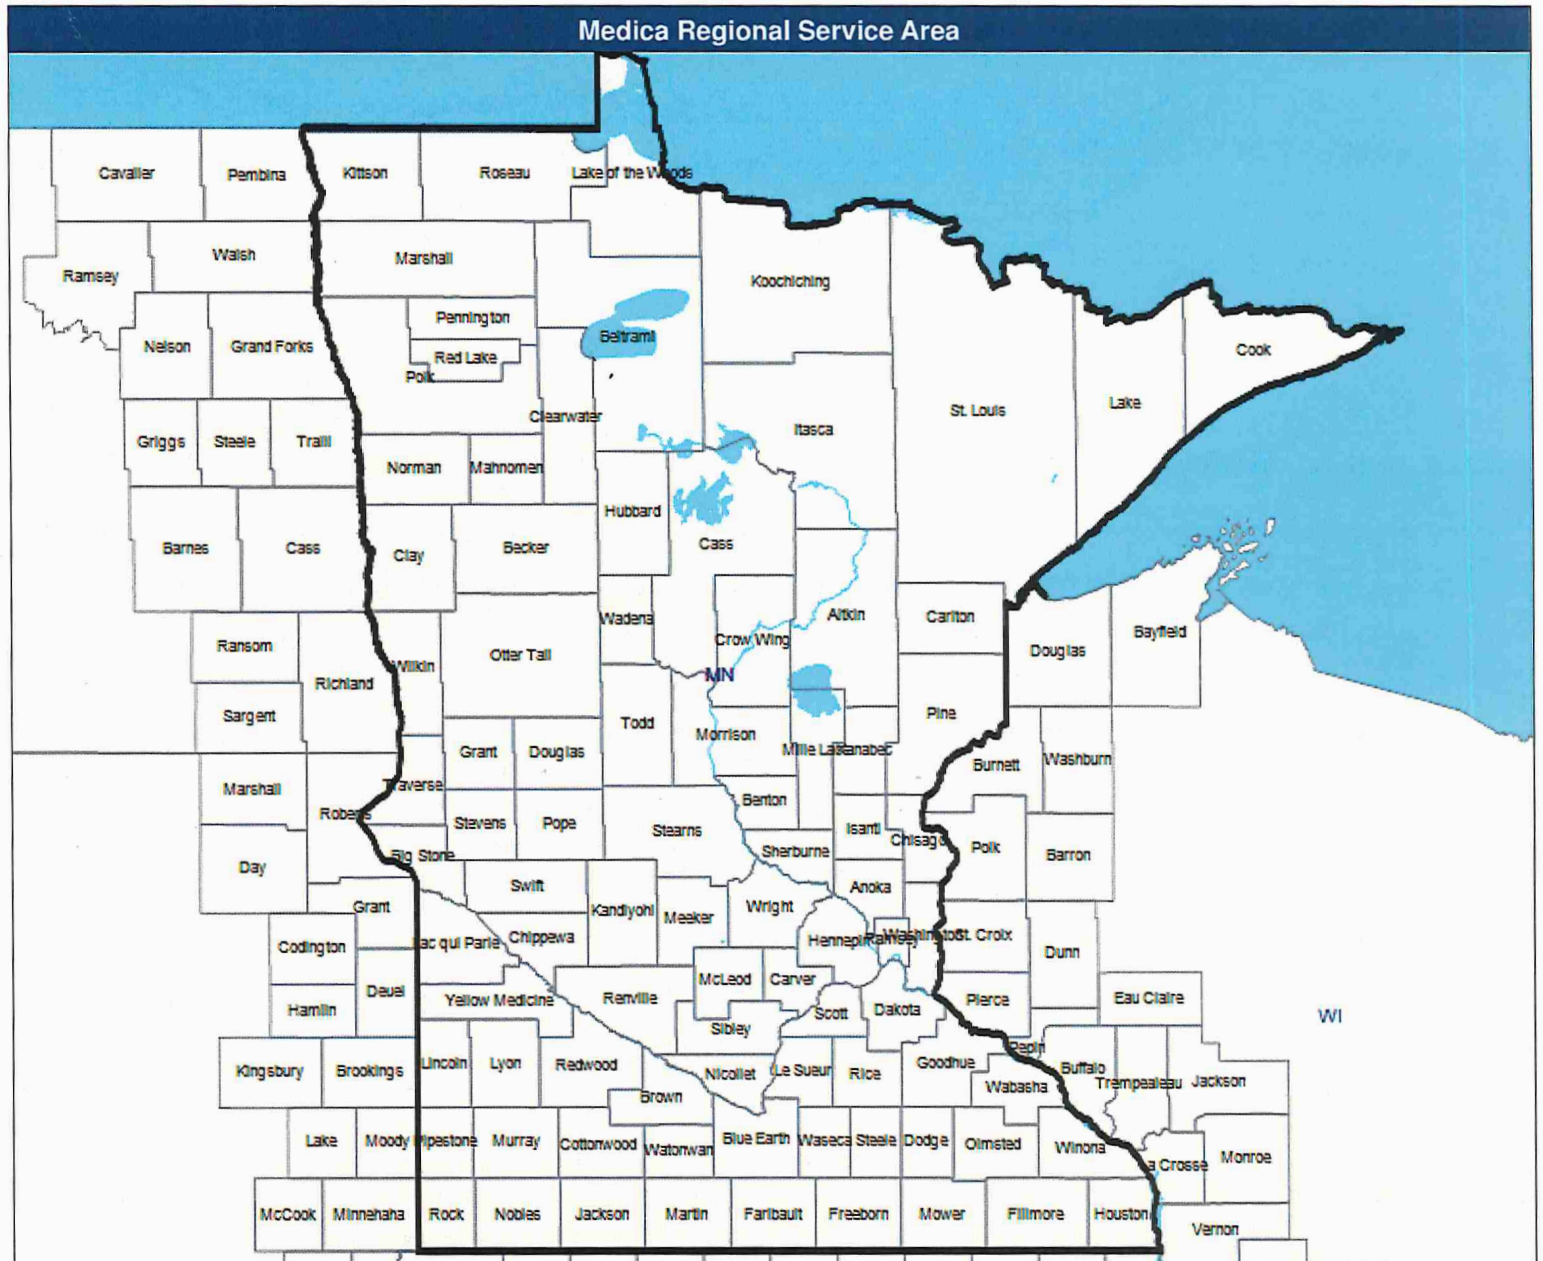 Medica Regional Service Area
Cavalier
Pembina
Kittson
Roseau
Lake of the Woods
Walsh
Marshall
Ramsey
Koochiching
Pennington
Nelson
Grand Forks
Beltrami
Red Lake
Polk
Cook
Clearwater
St. Louis
Lake
Itasca
Griggs
Steele
Traill
Norman
Mahnomen
Hubbard
Barnes
Cass
Clay
Becker
Cass
Wadena
Crow Wing
Aitkin
Carlton
Bayfield
Ransom
Richland
Wilkin
Otter Tail
MN
Douglas
Sargent
Todd
Morrison
Pine
Grant
Douglas
Mille Lacs
Kanabec
Burnett
Washburn
Marshall
Roberts
Traverse
Stevens
Pope
Stearns
Benton
Isanti
Chisago
Polk
Barron
Day
Big Stone
Swift
Sherburne
Anoka
Grant
Kandiyohi
Meeker
Wright
Codington
Lac qui Parle
Chippewa
Hennepin
Ramsey
Washington
St. Croix
Dunn
Hamlin
Deuel
Yellow Medicine
Renville
McLeod
Carver
Scott
Dakota
Pierce
Eau Claire
WI
Sibley
Kingsbury
Brookings
Lincoln
Lyon
Redwood
Brown
Nicollet
Le Sueur
Rice
Goodhue
Pepin
Wabasha
Buffalo
Trempealeau
Jackson
Lake
Moody
Pipestone
Murray
Cottonwood
Watonwan
Blue Earth
Waseca
Steele
Dodge
Olmsted
Winona
La Crosse
Monroe
McCook
Minnehaha
Rock
Nobles
Jackson
Martin
Faribault
Freeborn
Mower
Fillmore
Houston
Vernon